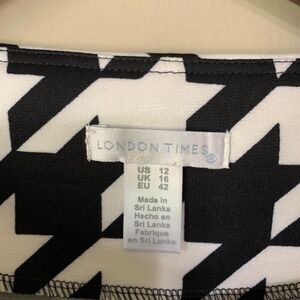 LONDON TIMES®
US 12
UK 16
EU 42
Made in
Sri Lanka
Hecho en
Sri Lanka
Fabrique
en Sri Lanka